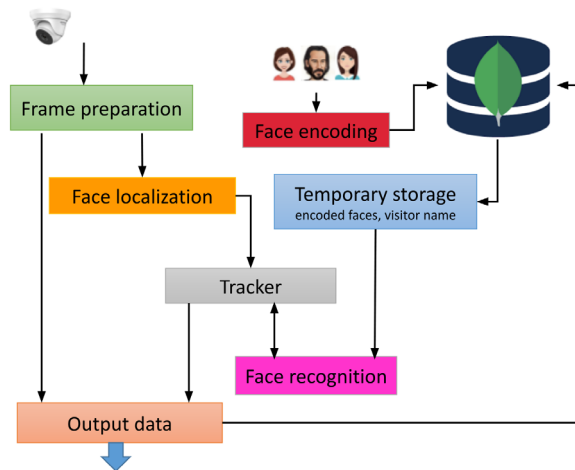 Frame preparation
Face encoding
Face localization
Temporary storage
encoded faces, visitor name
Tracker
Face recognition
Output data